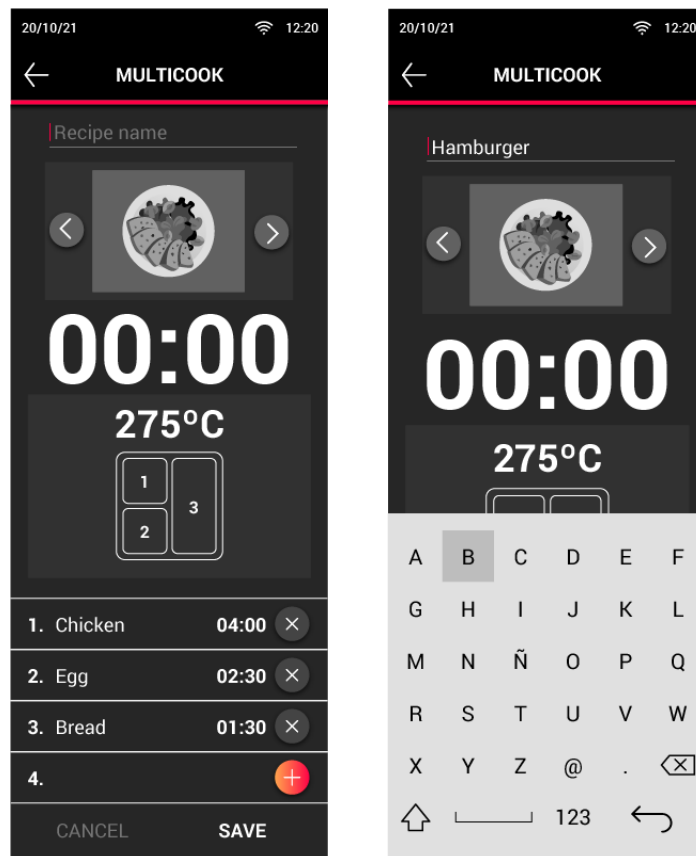 20/10/21 12:20
MULTICOOK
Recipe name
00:00
275ºC
1
2
3
1. Chicken 04:00
2. Egg 02:30
3. Bread 01:30
4.
CANCEL SAVE
20/10/21 12:20
MULTICOOK
Hamburger
00:00
275ºC
A B C D E F
G H I J K L
M N Ñ O P Q
R S T U V W
X Y Z @ .
123